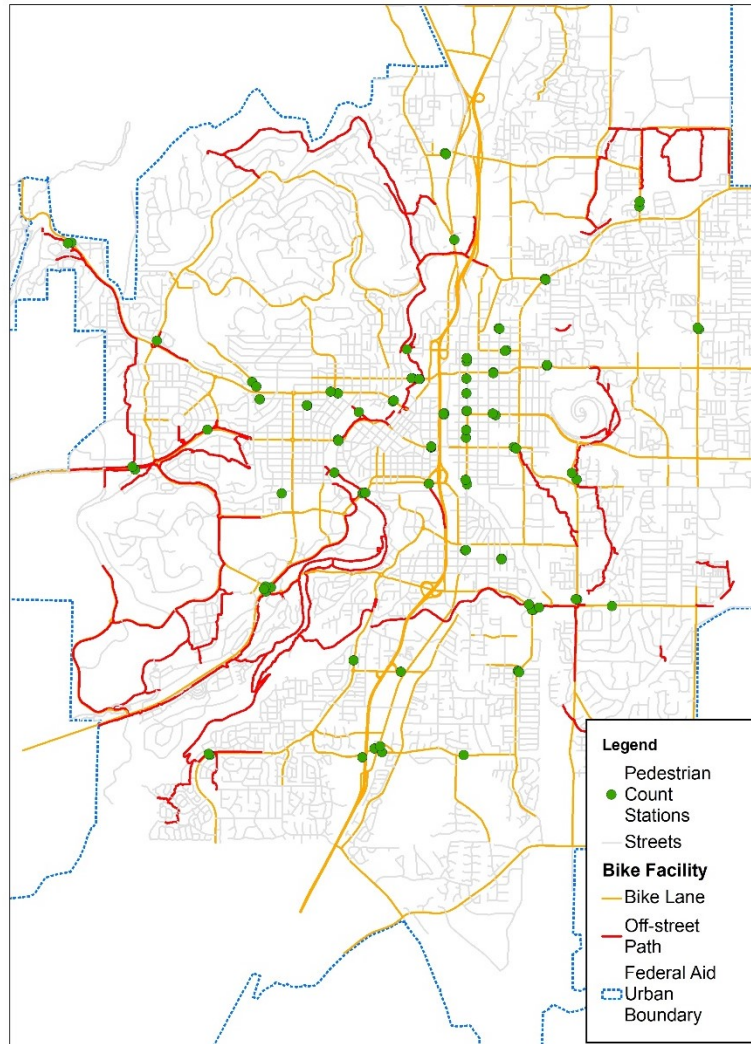 Legend
Pedestrian
Count
Stations
Streets
Bike Facility
Bike Lane
Off-street
Path
Federal Aid
Urban
Boundary